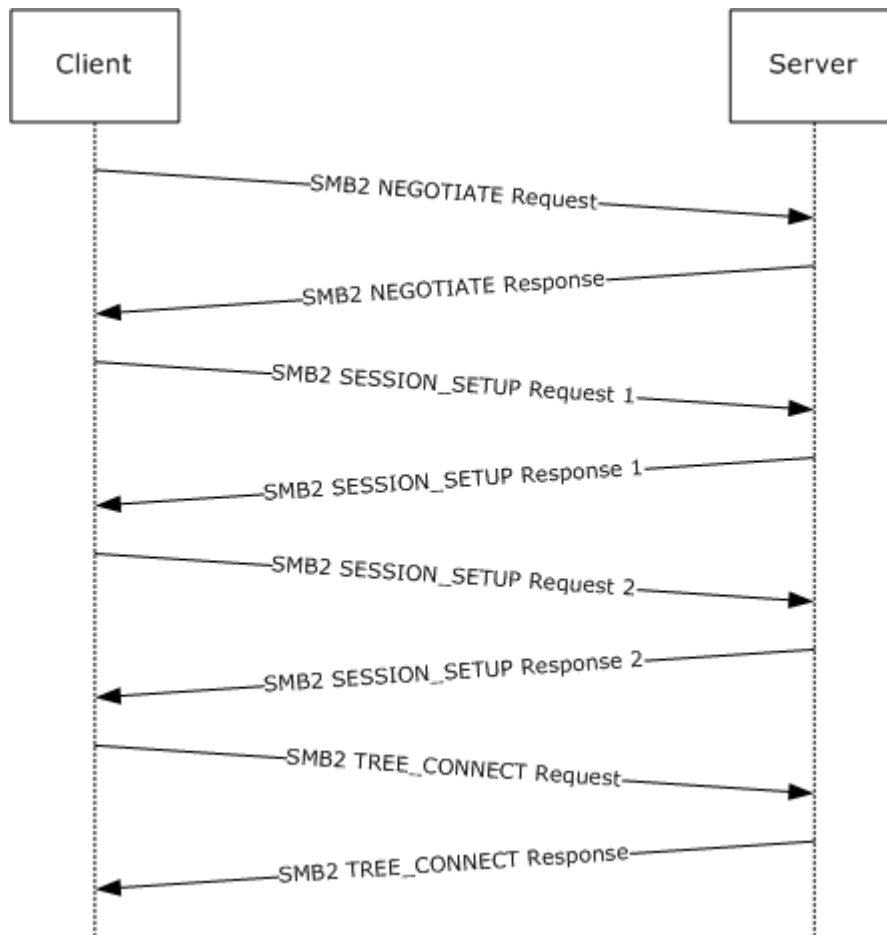 Client
Server
SMB2 NEGOTIATE Request
SMB2 NEGOTIATE Response
SMB2 SESSION_SETUP Request 1
SMB2 SESSION_SETUP Response 1
SMB2 SESSION_SETUP Request 2
SMB2 SESSION_SETUP Response 2
SMB2 TREE_CONNECT Request
SMB2 TREE_CONNECT Response